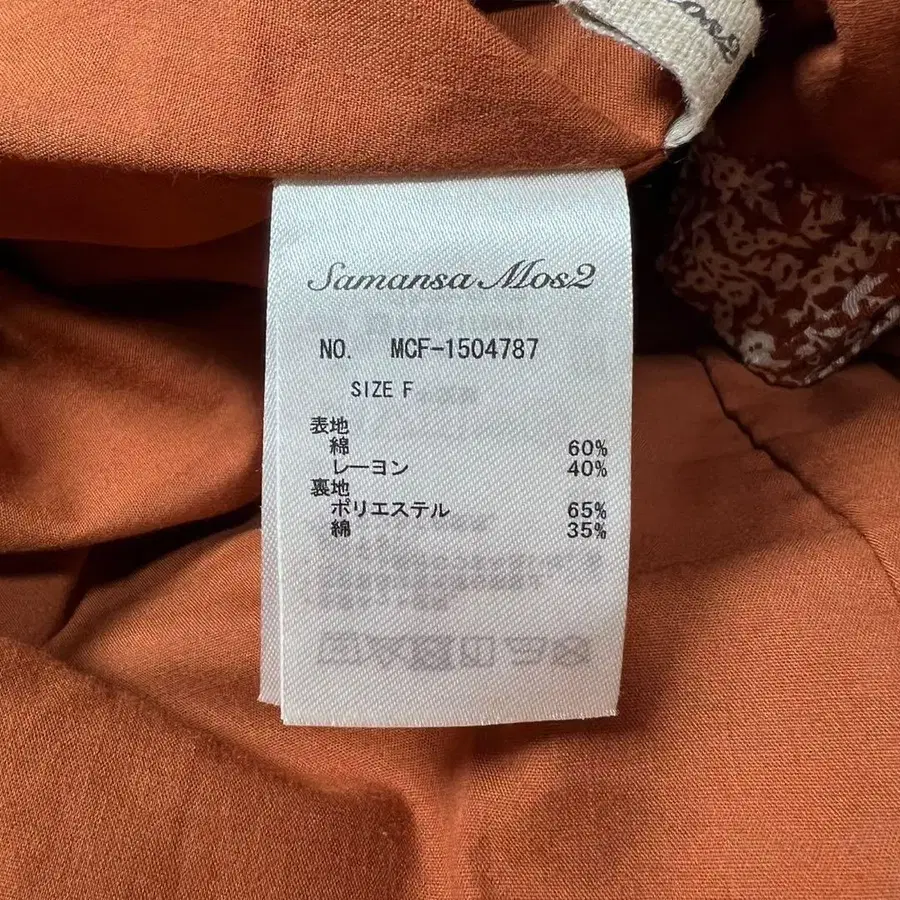 Samansa Mos2
NO. MCF-1504787
SIZE F
表地
綿 60%
レーヨン 40%
裏地
ポリエステル 65%
綿 35%